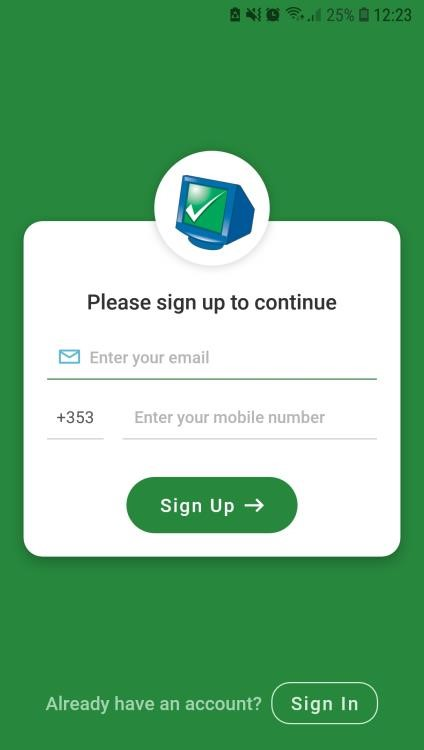 25% 12:23
Please sign up to continue
Enter your email
+353 Enter your mobile number
Sign Up →
Already have an account? Sign In